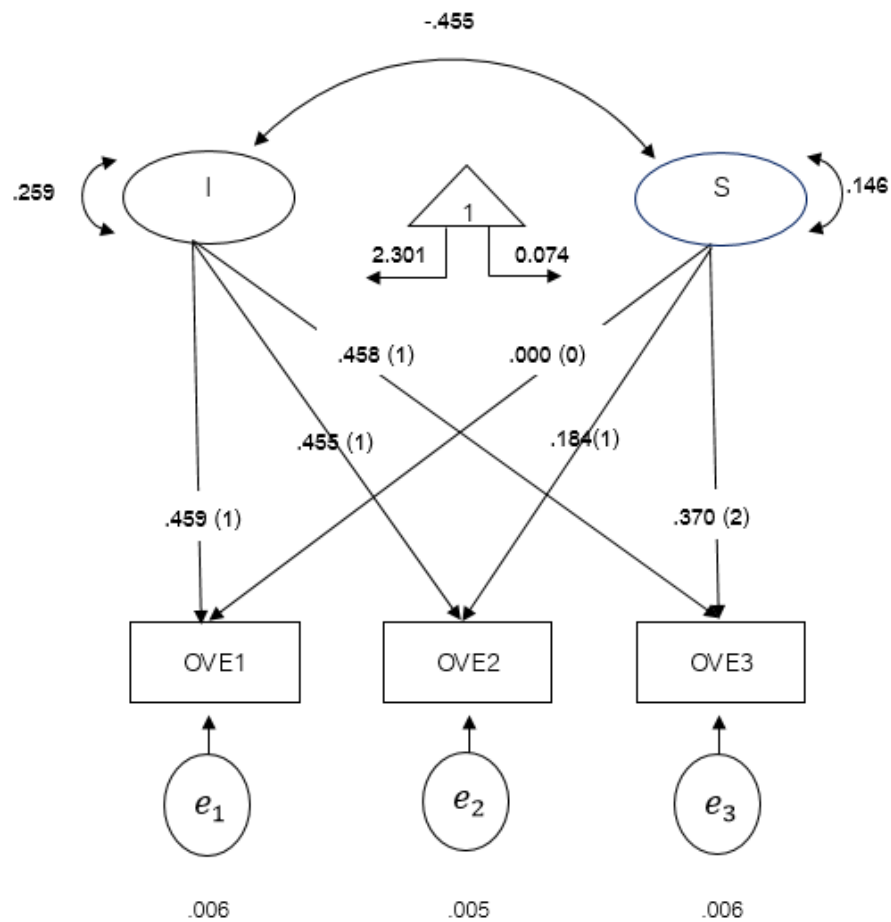 -.455
.259
I
1
S
.146
2.301
0.074
.458 (1)
.000 (0)
.455 (1)
.184(1)
.459 (1)
.370 (2)
OVE1
OVE2
OVE3
e₁
e₂
e₃
.006
.005
.006